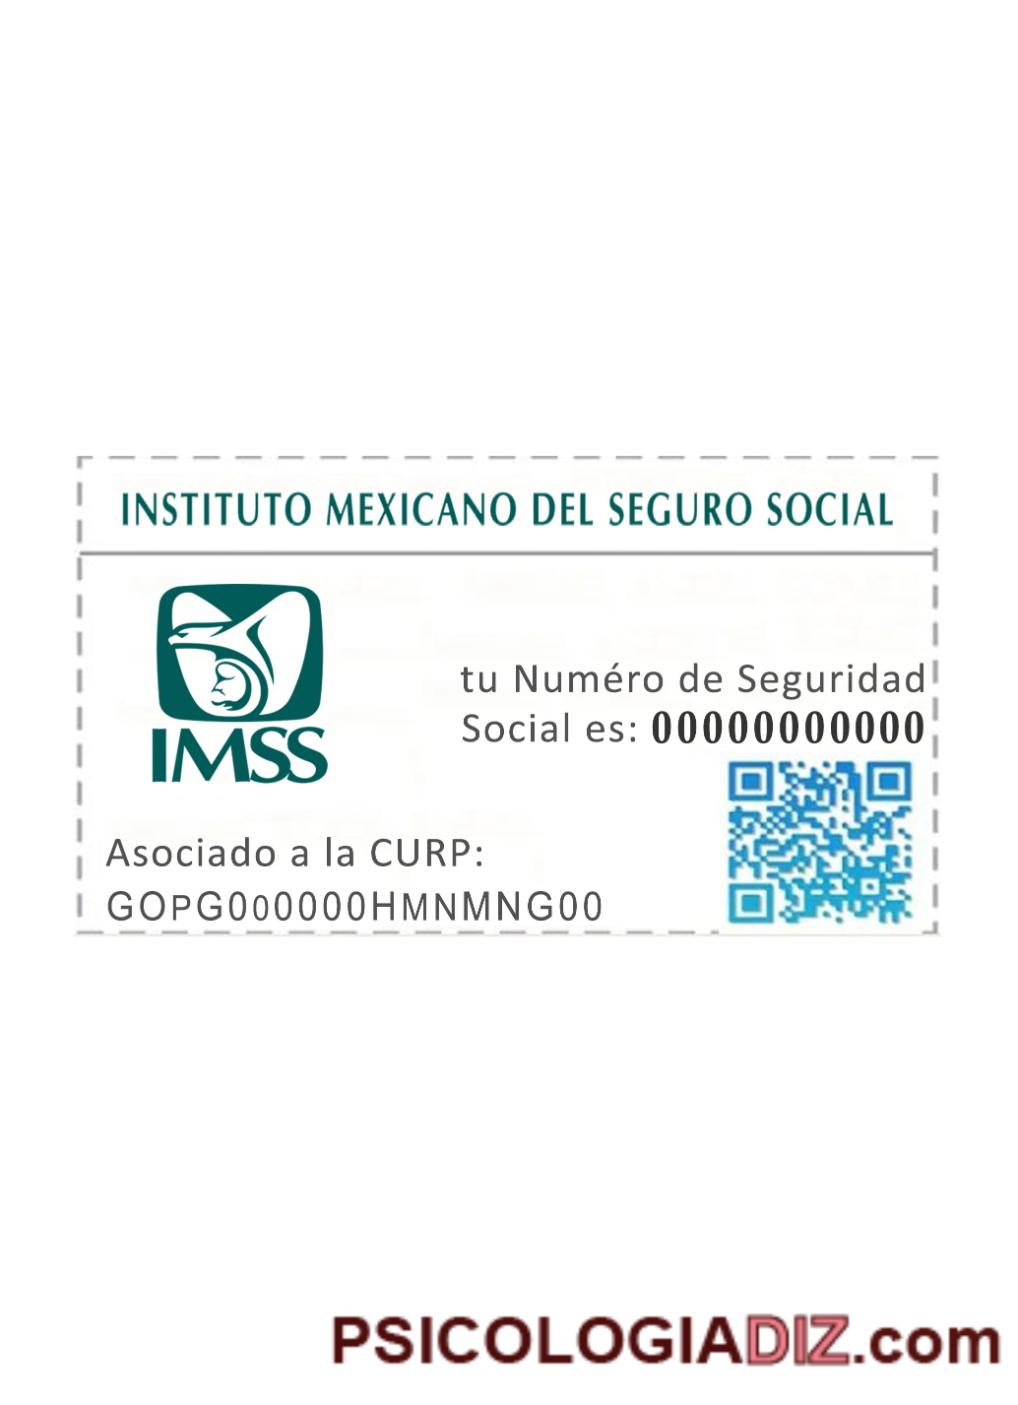 INSTITUTO MEXICANO DEL SEGURO SOCIAL
IMSS
tu Numéro de Seguridad
Social es: 00000000000
Asociado a la CURP:
GOPG000000HMNMNG00
PSICOLOGIADIZ.com